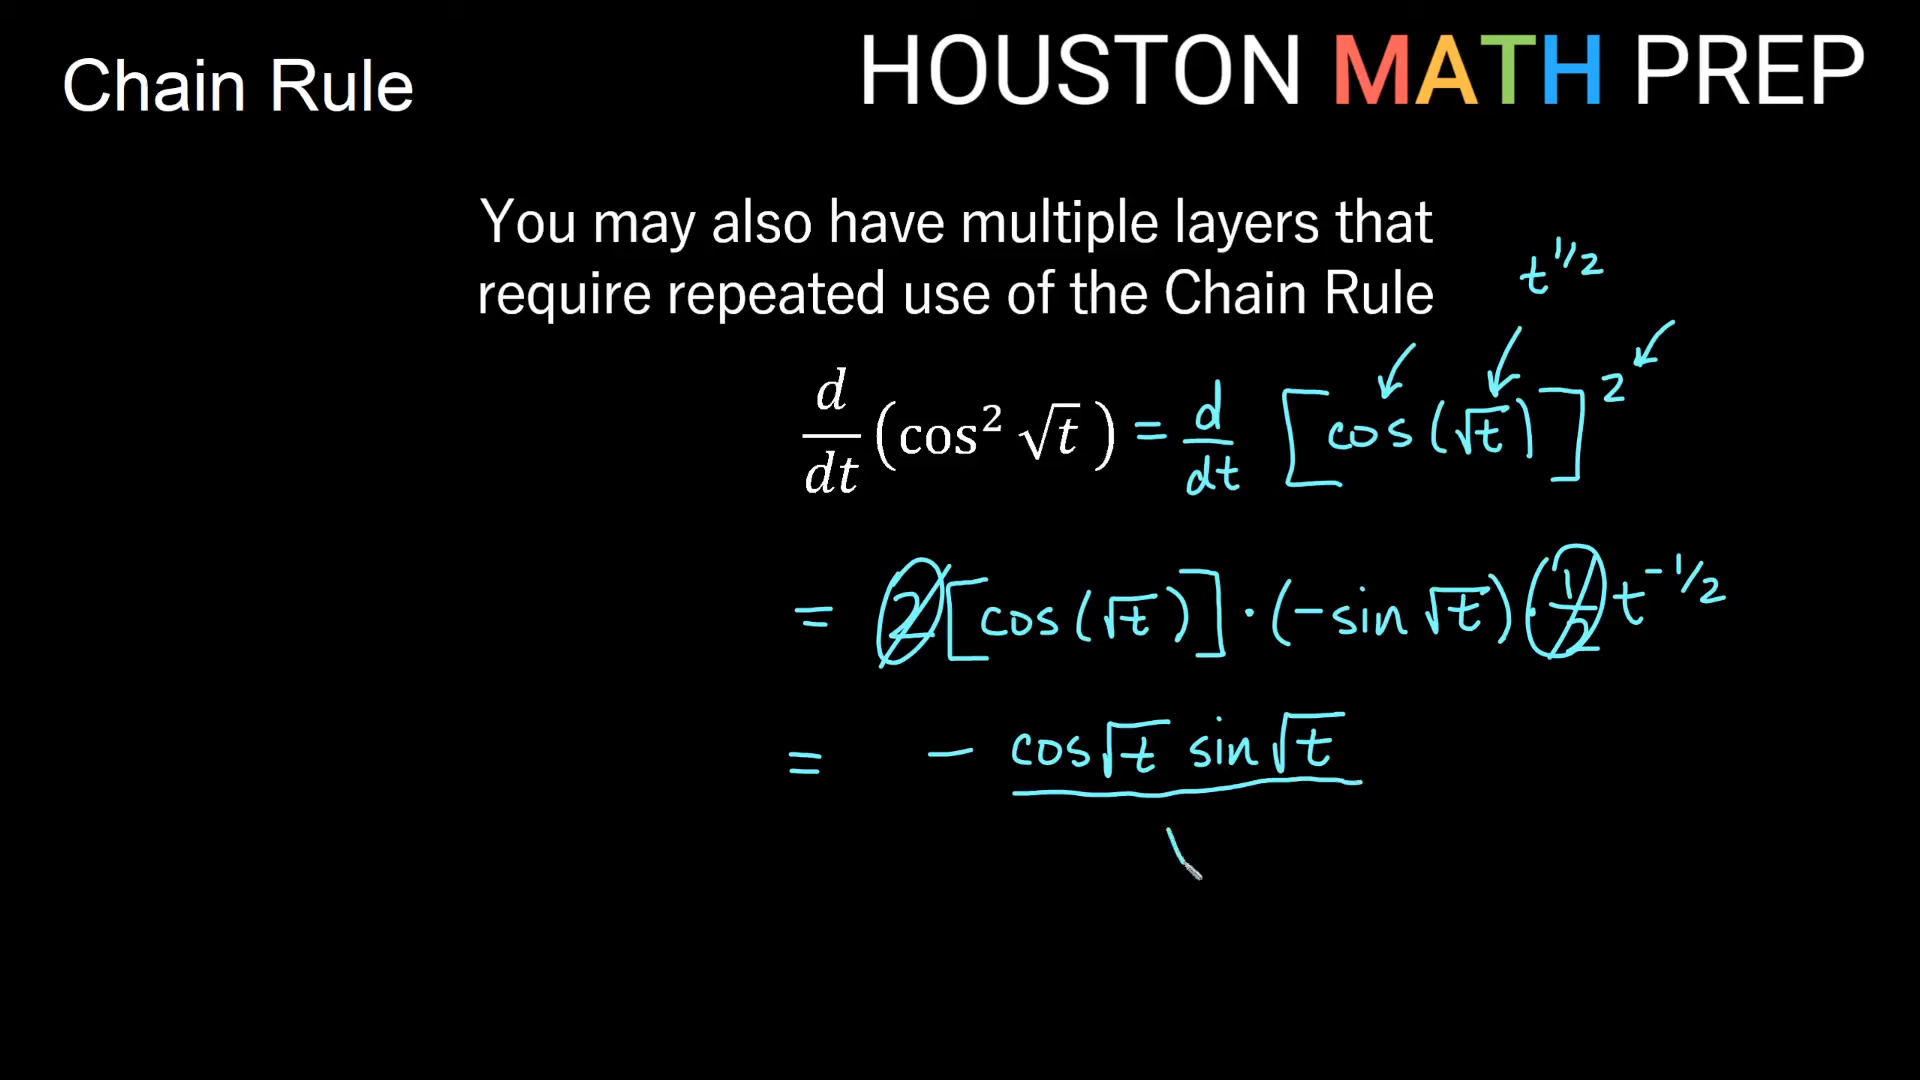 Chain Rule
HOUSTON MATH PREP
You may also have multiple layers that
require repeated use of the Chain Rule
t^1/2
d/dt (cos² √t) = d/dt [cos(√t)]²
= 2[cos(√t)]·(-sin √t)(1/2 t^-1/2
= - cos√t sin√t